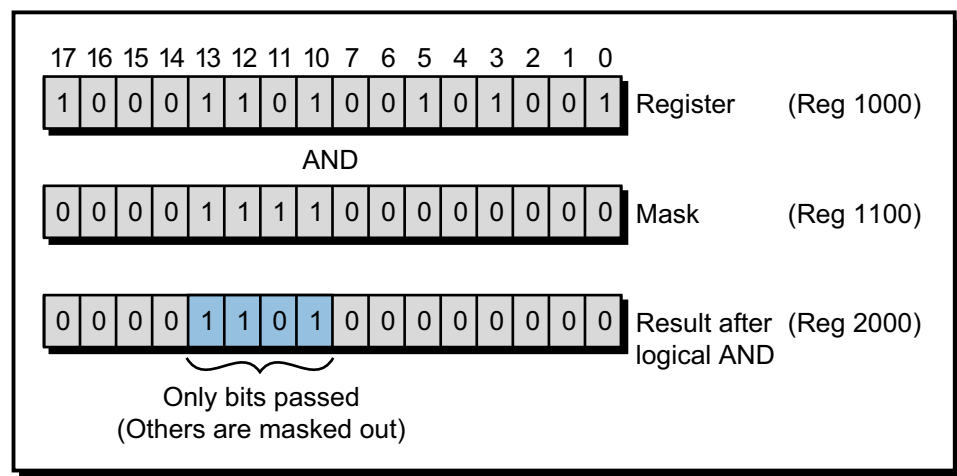 17 16 15 14 13 12 11 10 7 6 5 4 3 2 1 0
1 0 0 0 1 1 0 1 0 0 1 0 1 0 0 1 Register (Reg 1000)
AND
0 0 0 0 1 1 1 1 0 0 0 0 0 0 0 0 Mask (Reg 1100)
0 0 0 0 1 1 0 1 0 0 0 0 0 0 0 0 Result after (Reg 2000)
logical AND
Only bits passed
(Others are masked out)